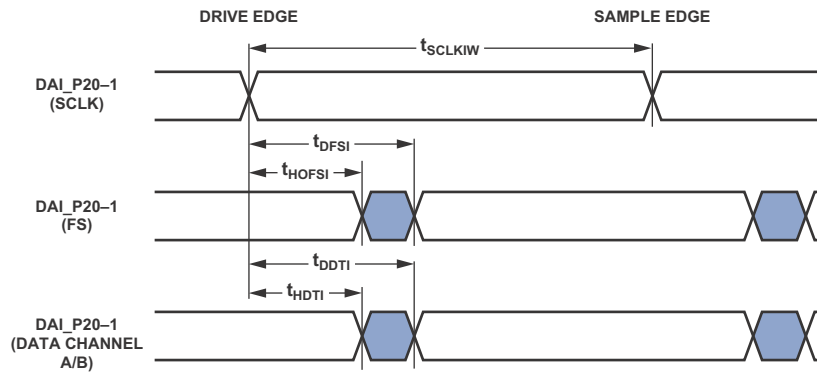 DRIVE EDGE
SAMPLE EDGE
tSCLKIW
DAI_P20–1
(SCLK)
tDFSI
tHOFSI
DAI_P20–1
(FS)
tDDTI
tHDTI
DAI_P20–1
(DATA CHANNEL
A/B)